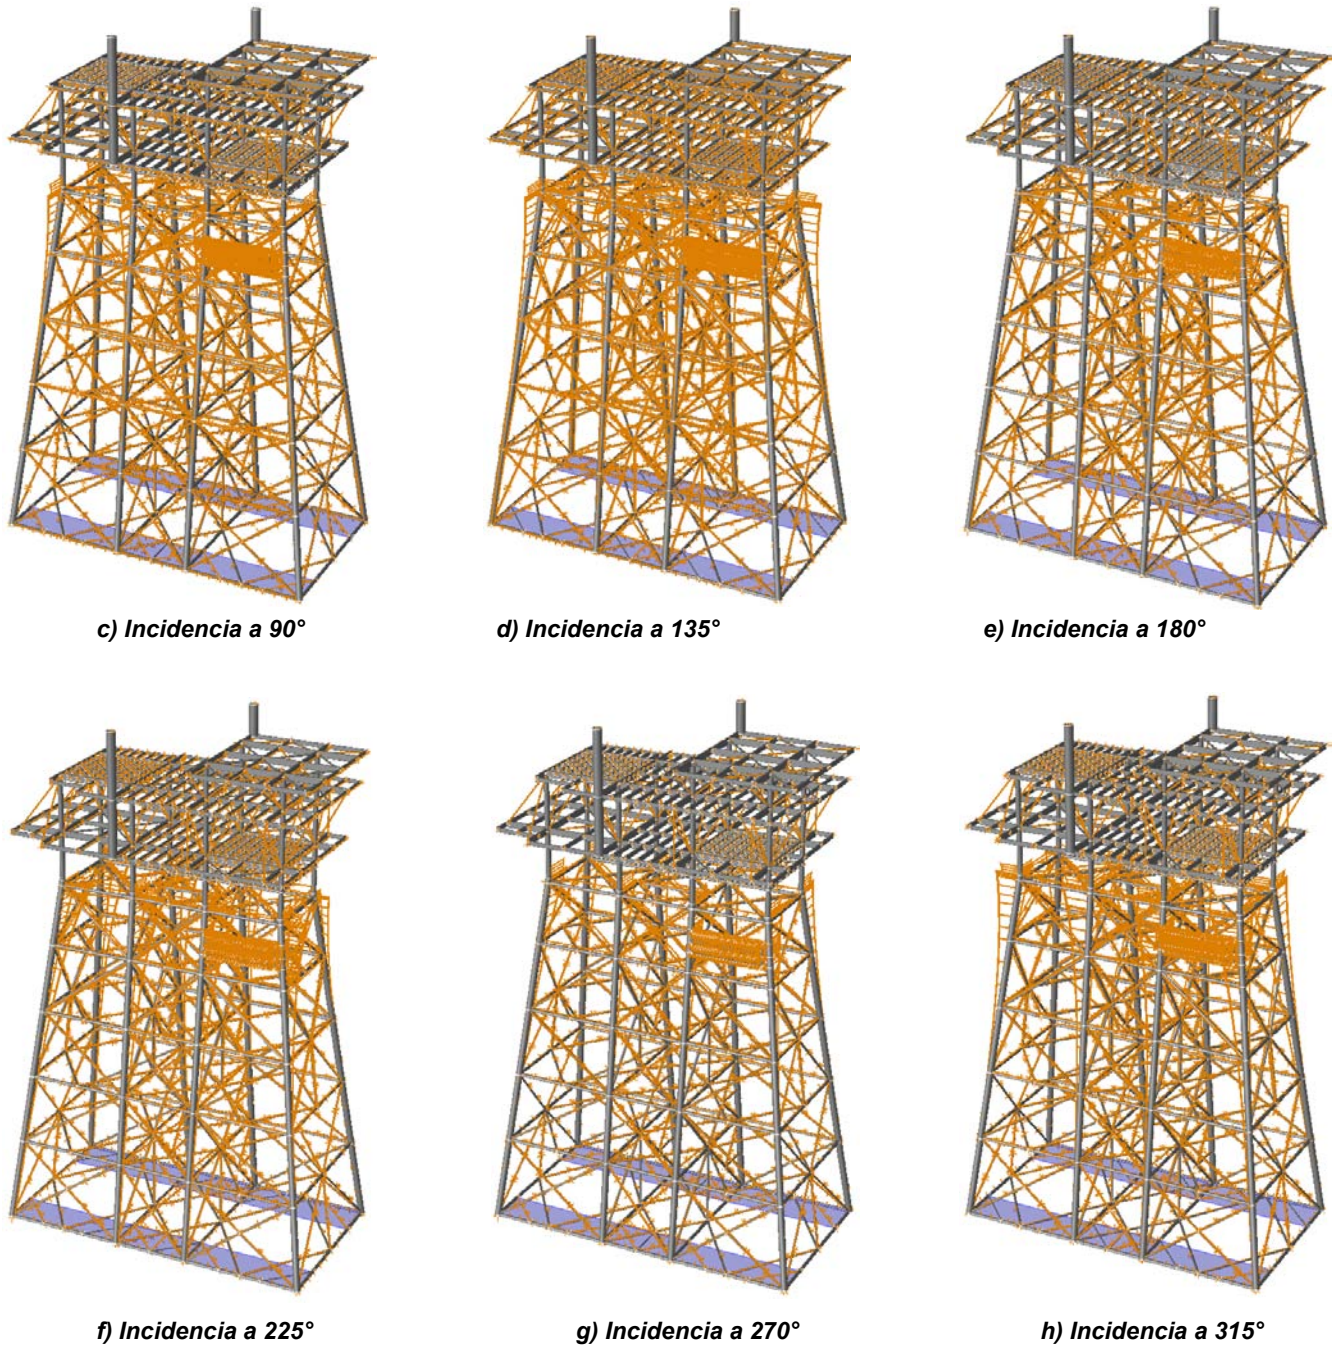 c) Incidencia a 90°
d) Incidencia a 135°
e) Incidencia a 180°
f) Incidencia a 225°
g) Incidencia a 270°
h) Incidencia a 315°